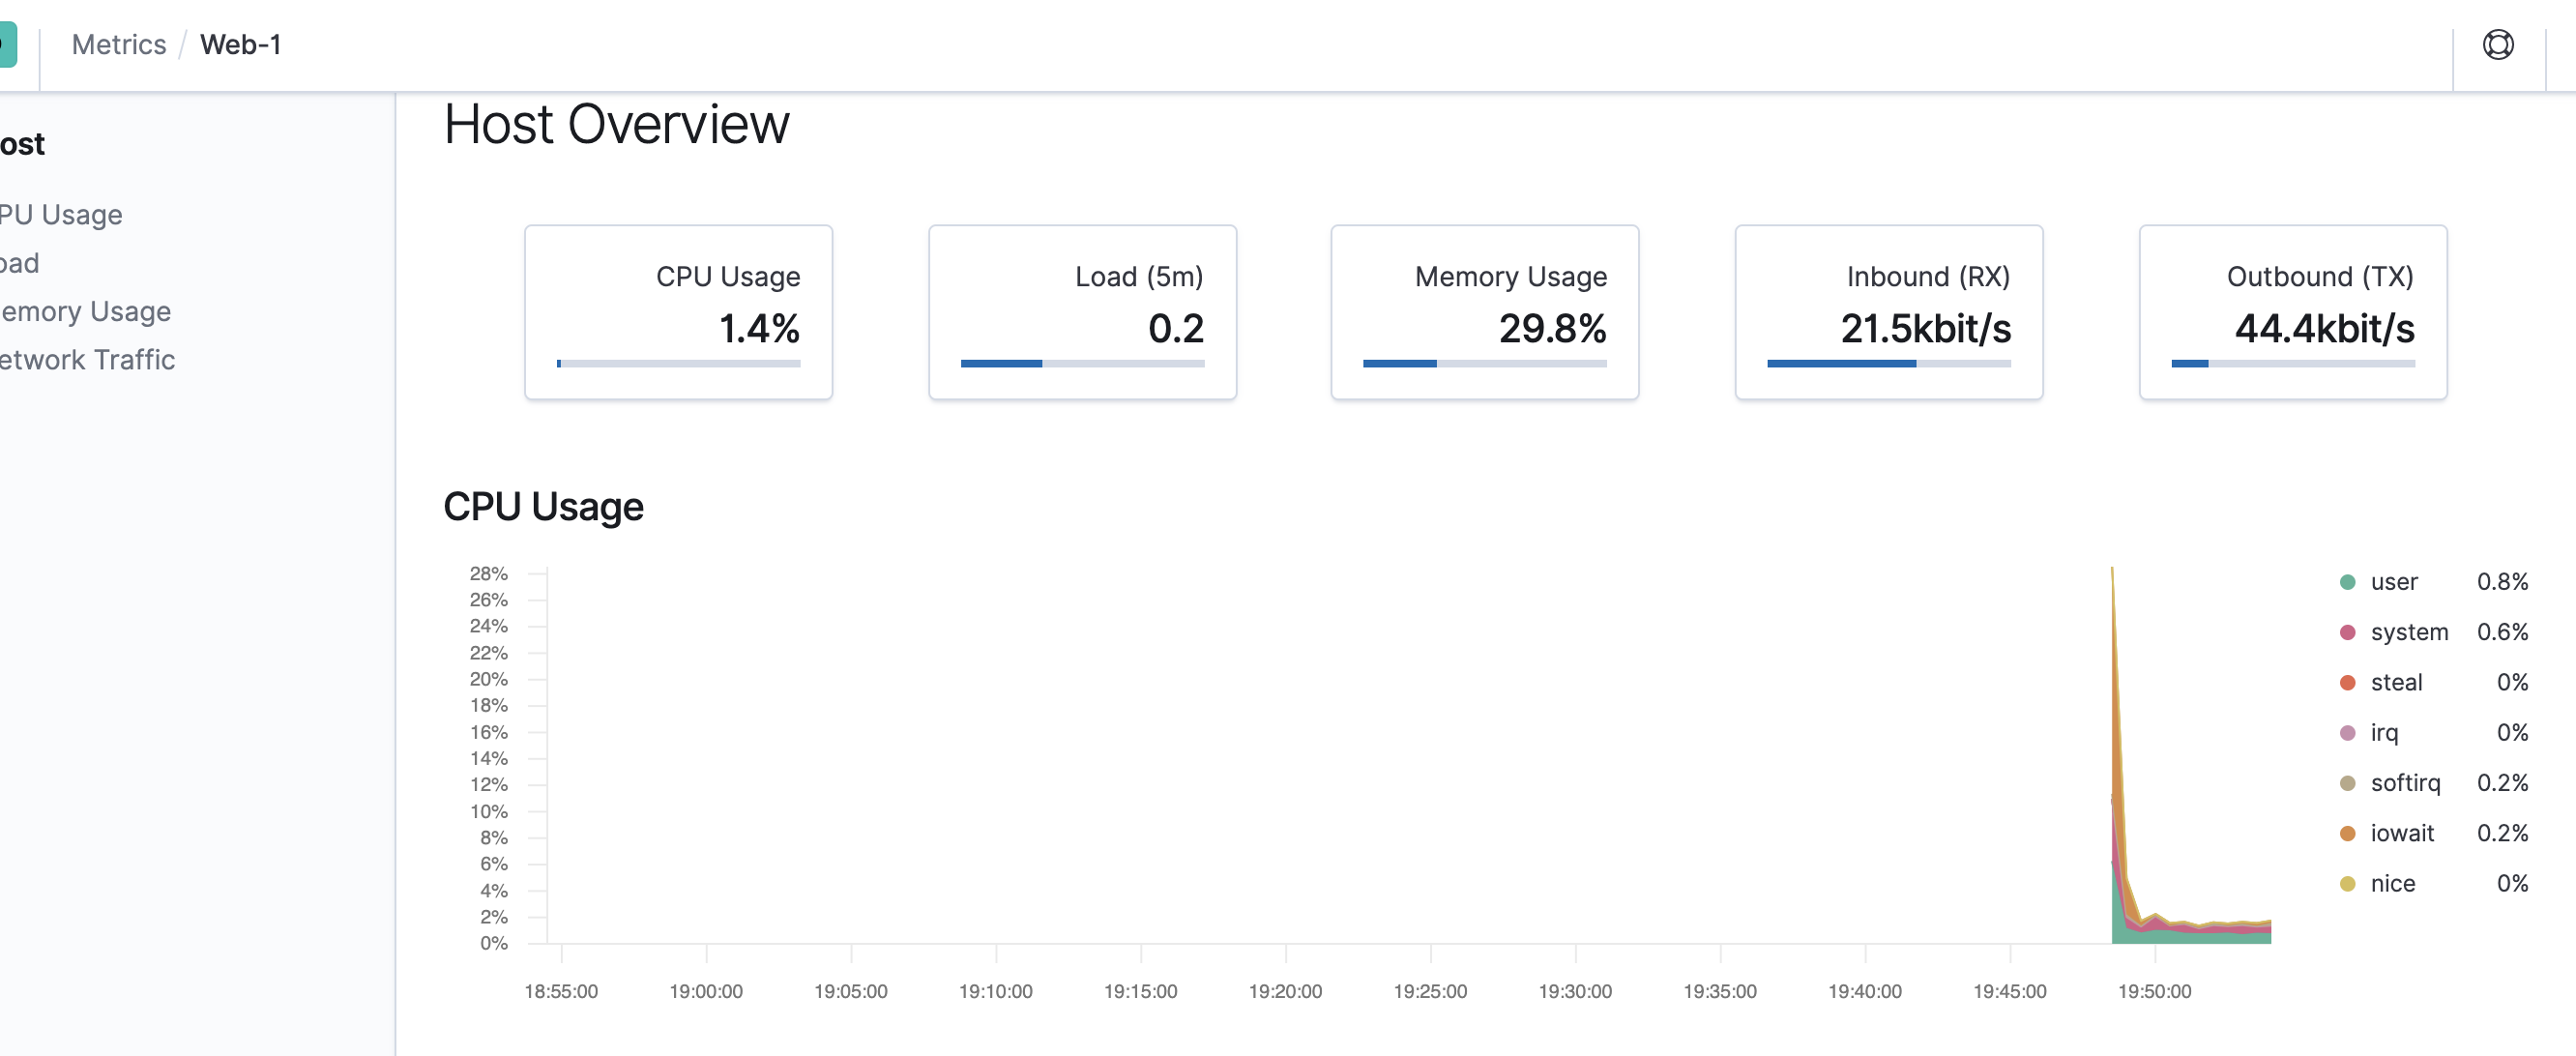 Metrics / Web-1
ost
PU Usage
oad
emory Usage
etwork Traffic
Host Overview
CPU Usage
1.4%
Load (5m)
0.2
Memory Usage
29.8%
Inbound (RX)
21.5kbit/s
Outbound (TX)
44.4kbit/s
CPU Usage
28%
26%
24%
22%
20%
18%
16%
14%
12%
10%
8%
6%
4%
2%
0%
18:55:00 19:00:00 19:05:00 19:10:00 19:15:00 19:20:00 19:25:00 19:30:00 19:35:00 19:40:00 19:45:00 19:50:00
user 0.8%
system 0.6%
steal 0%
irq 0%
softirq 0.2%
iowait 0.2%
nice 0%